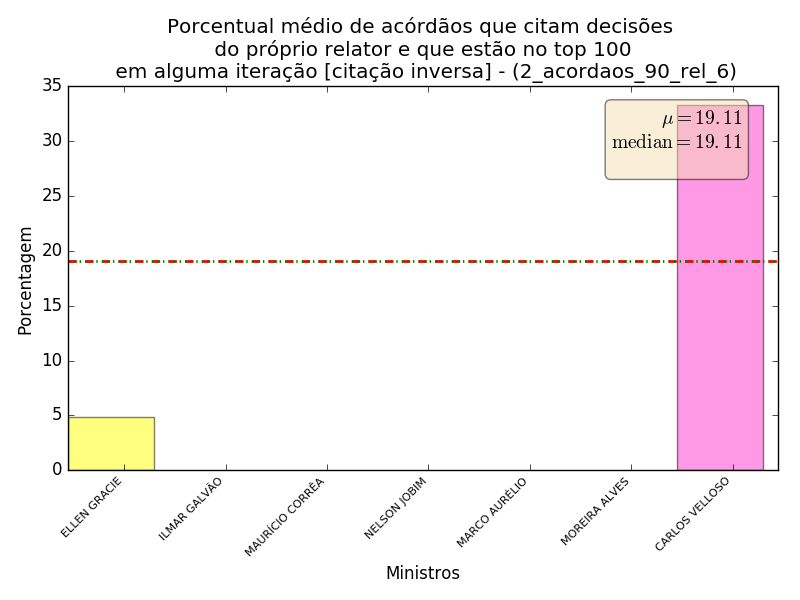 Porcentual médio de acórdãos que citam decisões
do próprio relator e que estão no top 100
em alguma iteração [citação inversa] - (2_acordaos_90_rel_6)
35
30
25
20
15
10
5
0
Porcentagem
μ = 19.11
median = 19.11
ELLEN GRACIE
ILMAR GALVÃO
MAURÍCIO CORRÊA
NELSON JOBIM
MARCO AURÉLIO
MOREIRA ALVES
CARLOS VELLOSO
Ministros